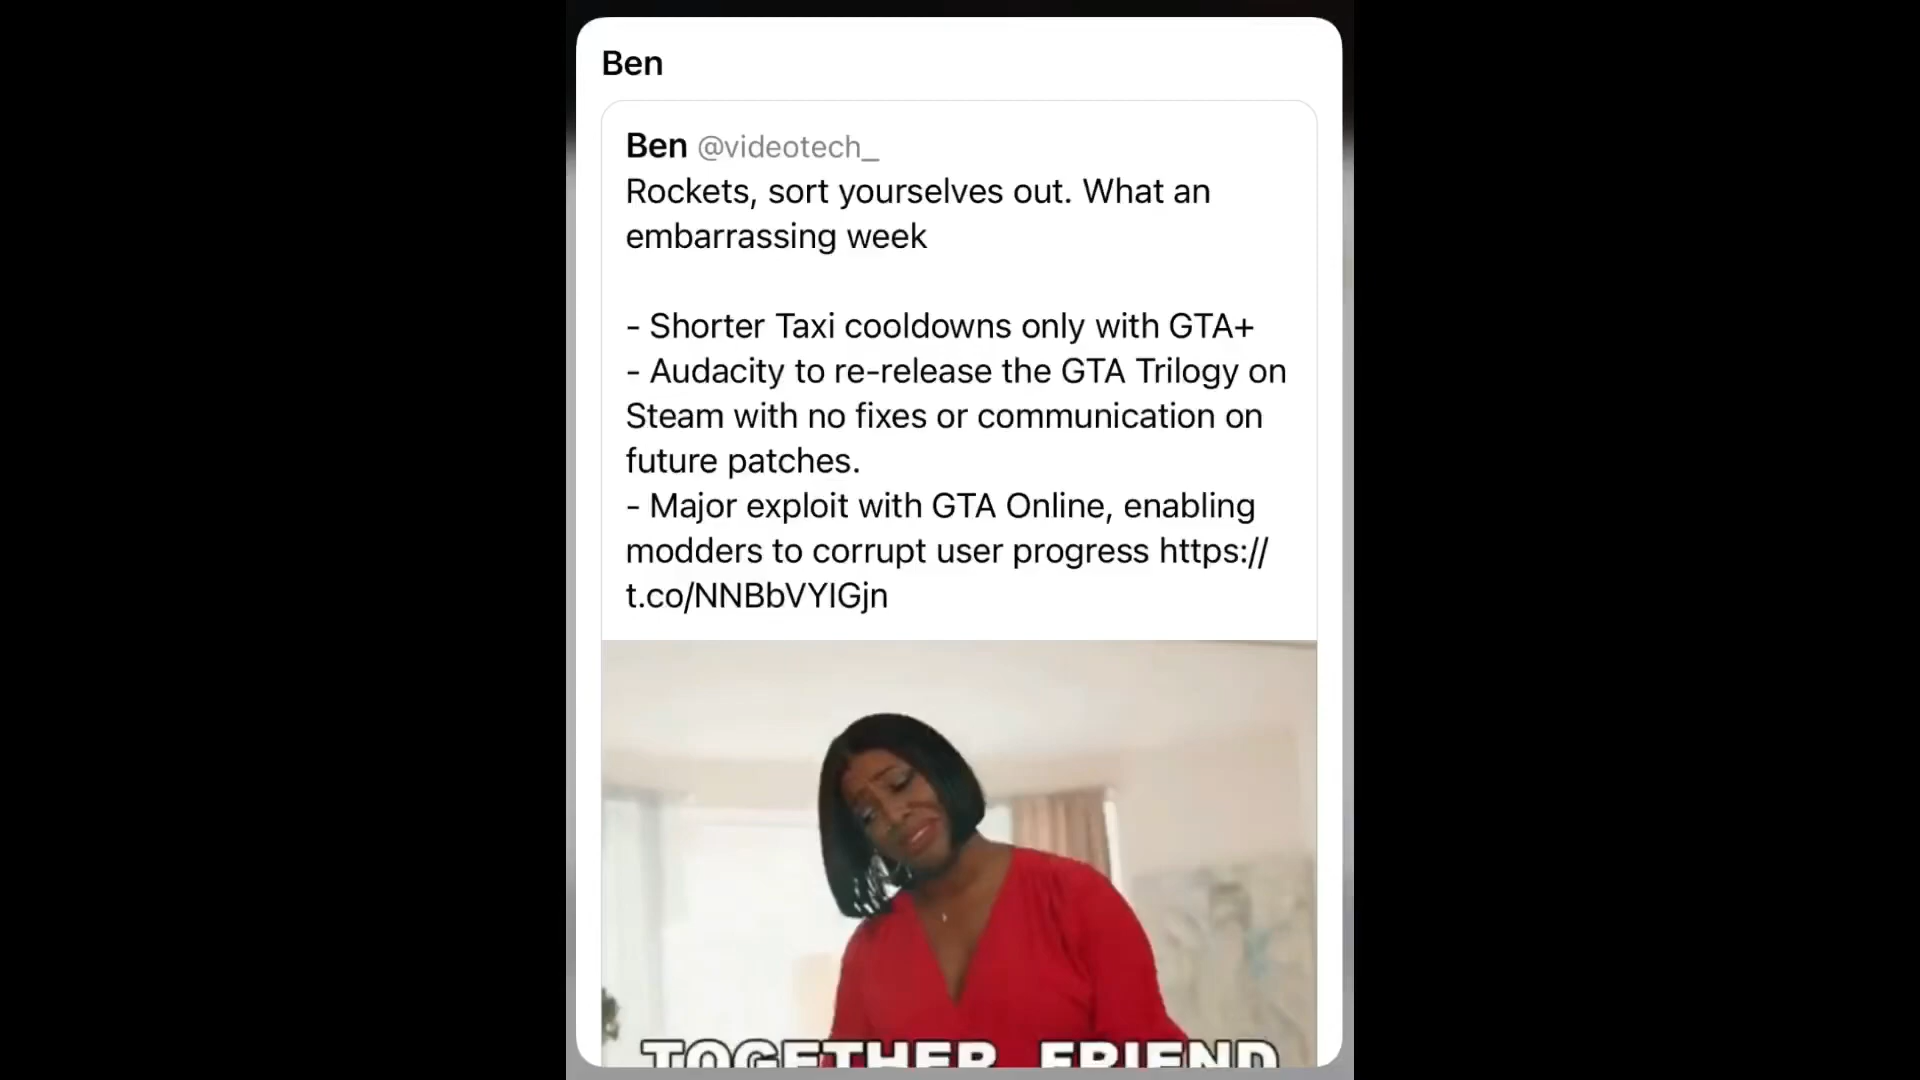 Ben
Ben @videotech_
Rockets, sort yourselves out. What an
embarrassing week
- Shorter Taxi cooldowns only with GTA+
- Audacity to re-release the GTA Trilogy on
Steam with no fixes or communication on
future patches.
- Major exploit with GTA Online, enabling
modders to corrupt user progress https://
t.co/NNBbVYIGjn
TOGETHER, FRIEND